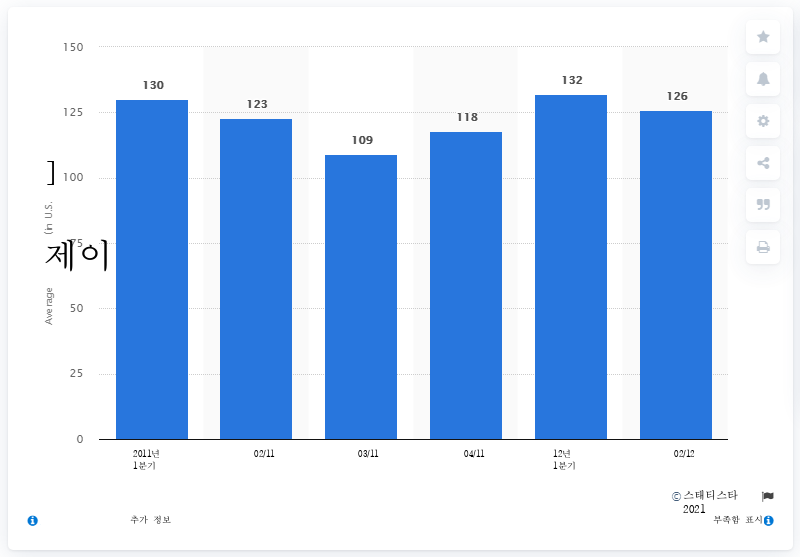 150
125
100
75
50
25
0
]
(in U.S.
제이
Average
130
123
109
118
132
126
2011년
1분기
02/11
03/11
04/11
12년
1분기
02/12
© 스태티스타
2021
추가 정보
부족함 표시